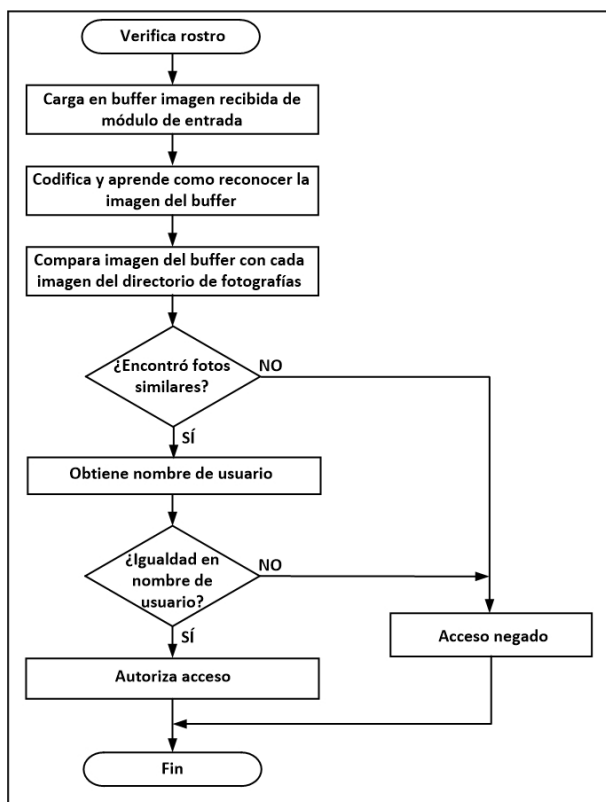 Verifica rostro
Carga en buffer imagen recibida de
módulo de entrada
Codifica y aprende como reconocer la
imagen del buffer
Compara imagen del buffer con cada
imagen del directorio de fotografías
¿Encontró fotos
similares?
NO
SÍ
Obtiene nombre de usuario
¿Igualdad en
nombre de
usuario?
NO
SÍ
Acceso negado
Autoriza acceso
Fin